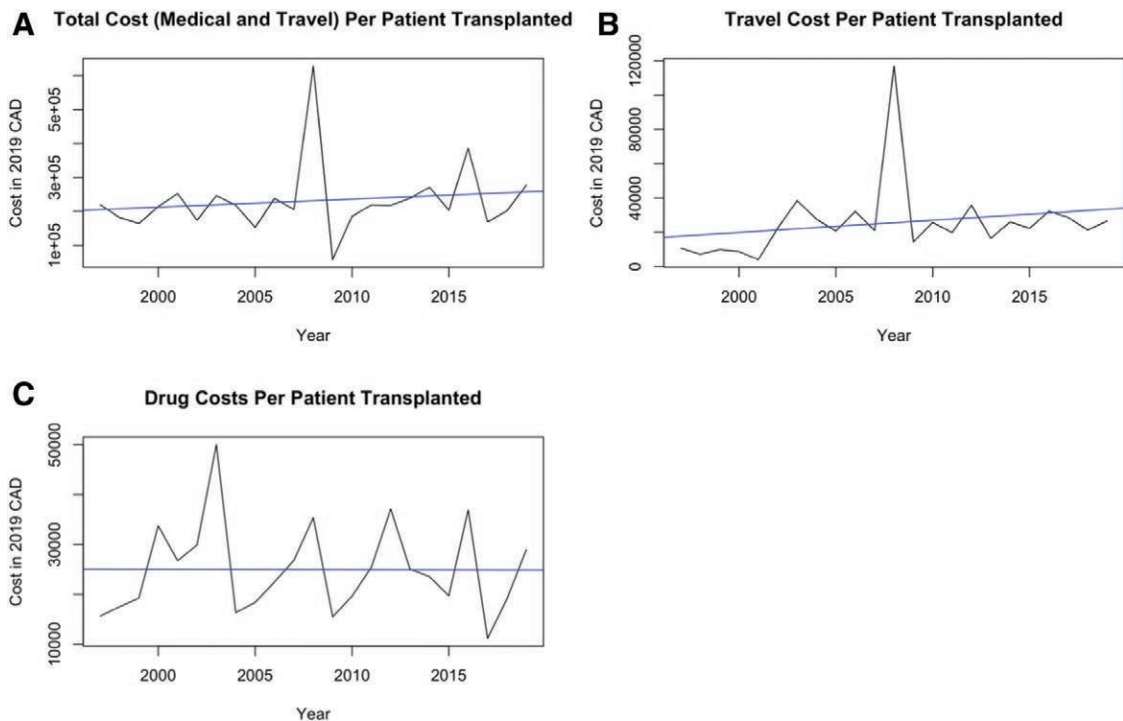 A
Total Cost (Medical and Travel) Per Patient Transplanted
Cost in 2019 CAD
5e+05
3e+05
1e+05
2000 2005 2010 2015
Year
B
Travel Cost Per Patient Transplanted
Cost in 2019 CAD
120000
80000
40000
0
2000 2005 2010 2015
Year
C
Drug Costs Per Patient Transplanted
Cost in 2019 CAD
50000
30000
10000
2000 2005 2010 2015
Year